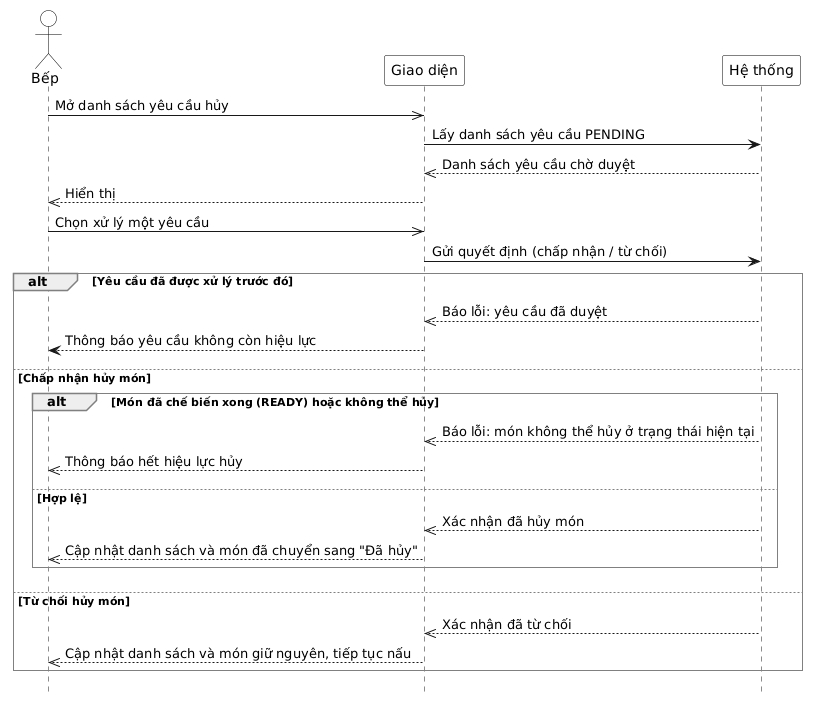 Bếp
Giao diện
Hệ thống
Mở danh sách yêu cầu hủy
Lấy danh sách yêu cầu PENDING
Danh sách yêu cầu chờ duyệt
Hiển thị
Chọn xử lý một yêu cầu
Gửi quyết định (chấp nhận / từ chối)
alt [Yêu cầu đã được xử lý trước đó]
Báo lỗi: yêu cầu đã duyệt
Thông báo yêu cầu không còn hiệu lực
[Chấp nhận hủy món]
alt [Món đã chế biến xong (READY) hoặc không thể hủy]
Báo lỗi: món không thể hủy ở trạng thái hiện tại
Thông báo hết hiệu lực hủy
[Hợp lệ]
Xác nhận đã hủy món
Cập nhật danh sách và món đã chuyển sang "Đã hủy"
[Từ chối hủy món]
Xác nhận đã từ chối
Cập nhật danh sách và món giữ nguyên, tiếp tục nấu